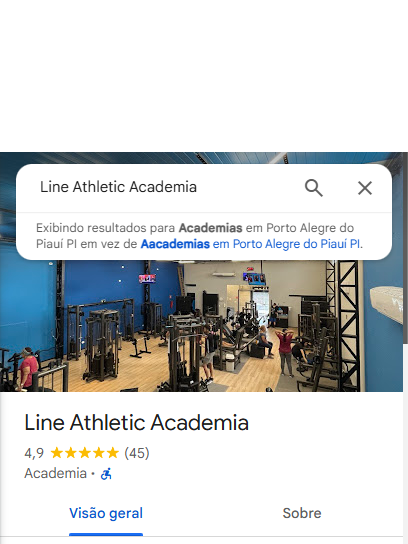 Line Athletic Academia
Exibindo resultados para Academias em Porto Alegre do
Piauí PI em vez de Aacademias em Porto Alegre do Piauí PI.
Line Athletic Academia
4,9 ★★★★★ (45)
Academia ·
Visão geral
Sobre